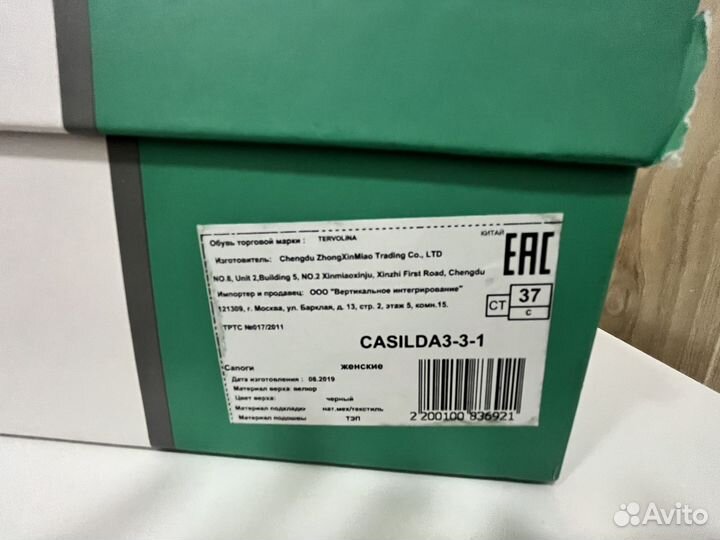 Обувь торговой марки : TERVOLINA КИТАЙ
Изготовитель: Chengdu ZhongXinMiao Trading Co., LTD
NO.8, Unit 2,Building 5, NO.2 Xinmiaoxinju, Xinzhi First Road, Chengdu
Импортер и продавец: ООО "Вертикальное интегрирование"
121309, г. Москва, ул. Барклая, д. 13, стр. 2, этаж 5, комн.15.
ТРТС №017/2011
EAC
СТ 37
С
CASILDA3-3-1
Сапоги женские
Дата изготовления : 08.2019
Материал верха: велюр
Цвет верха: черный
Материал подкладки нат.мех/текстиль
Материал подошвы ТЭП
2 200100 836921
Avito